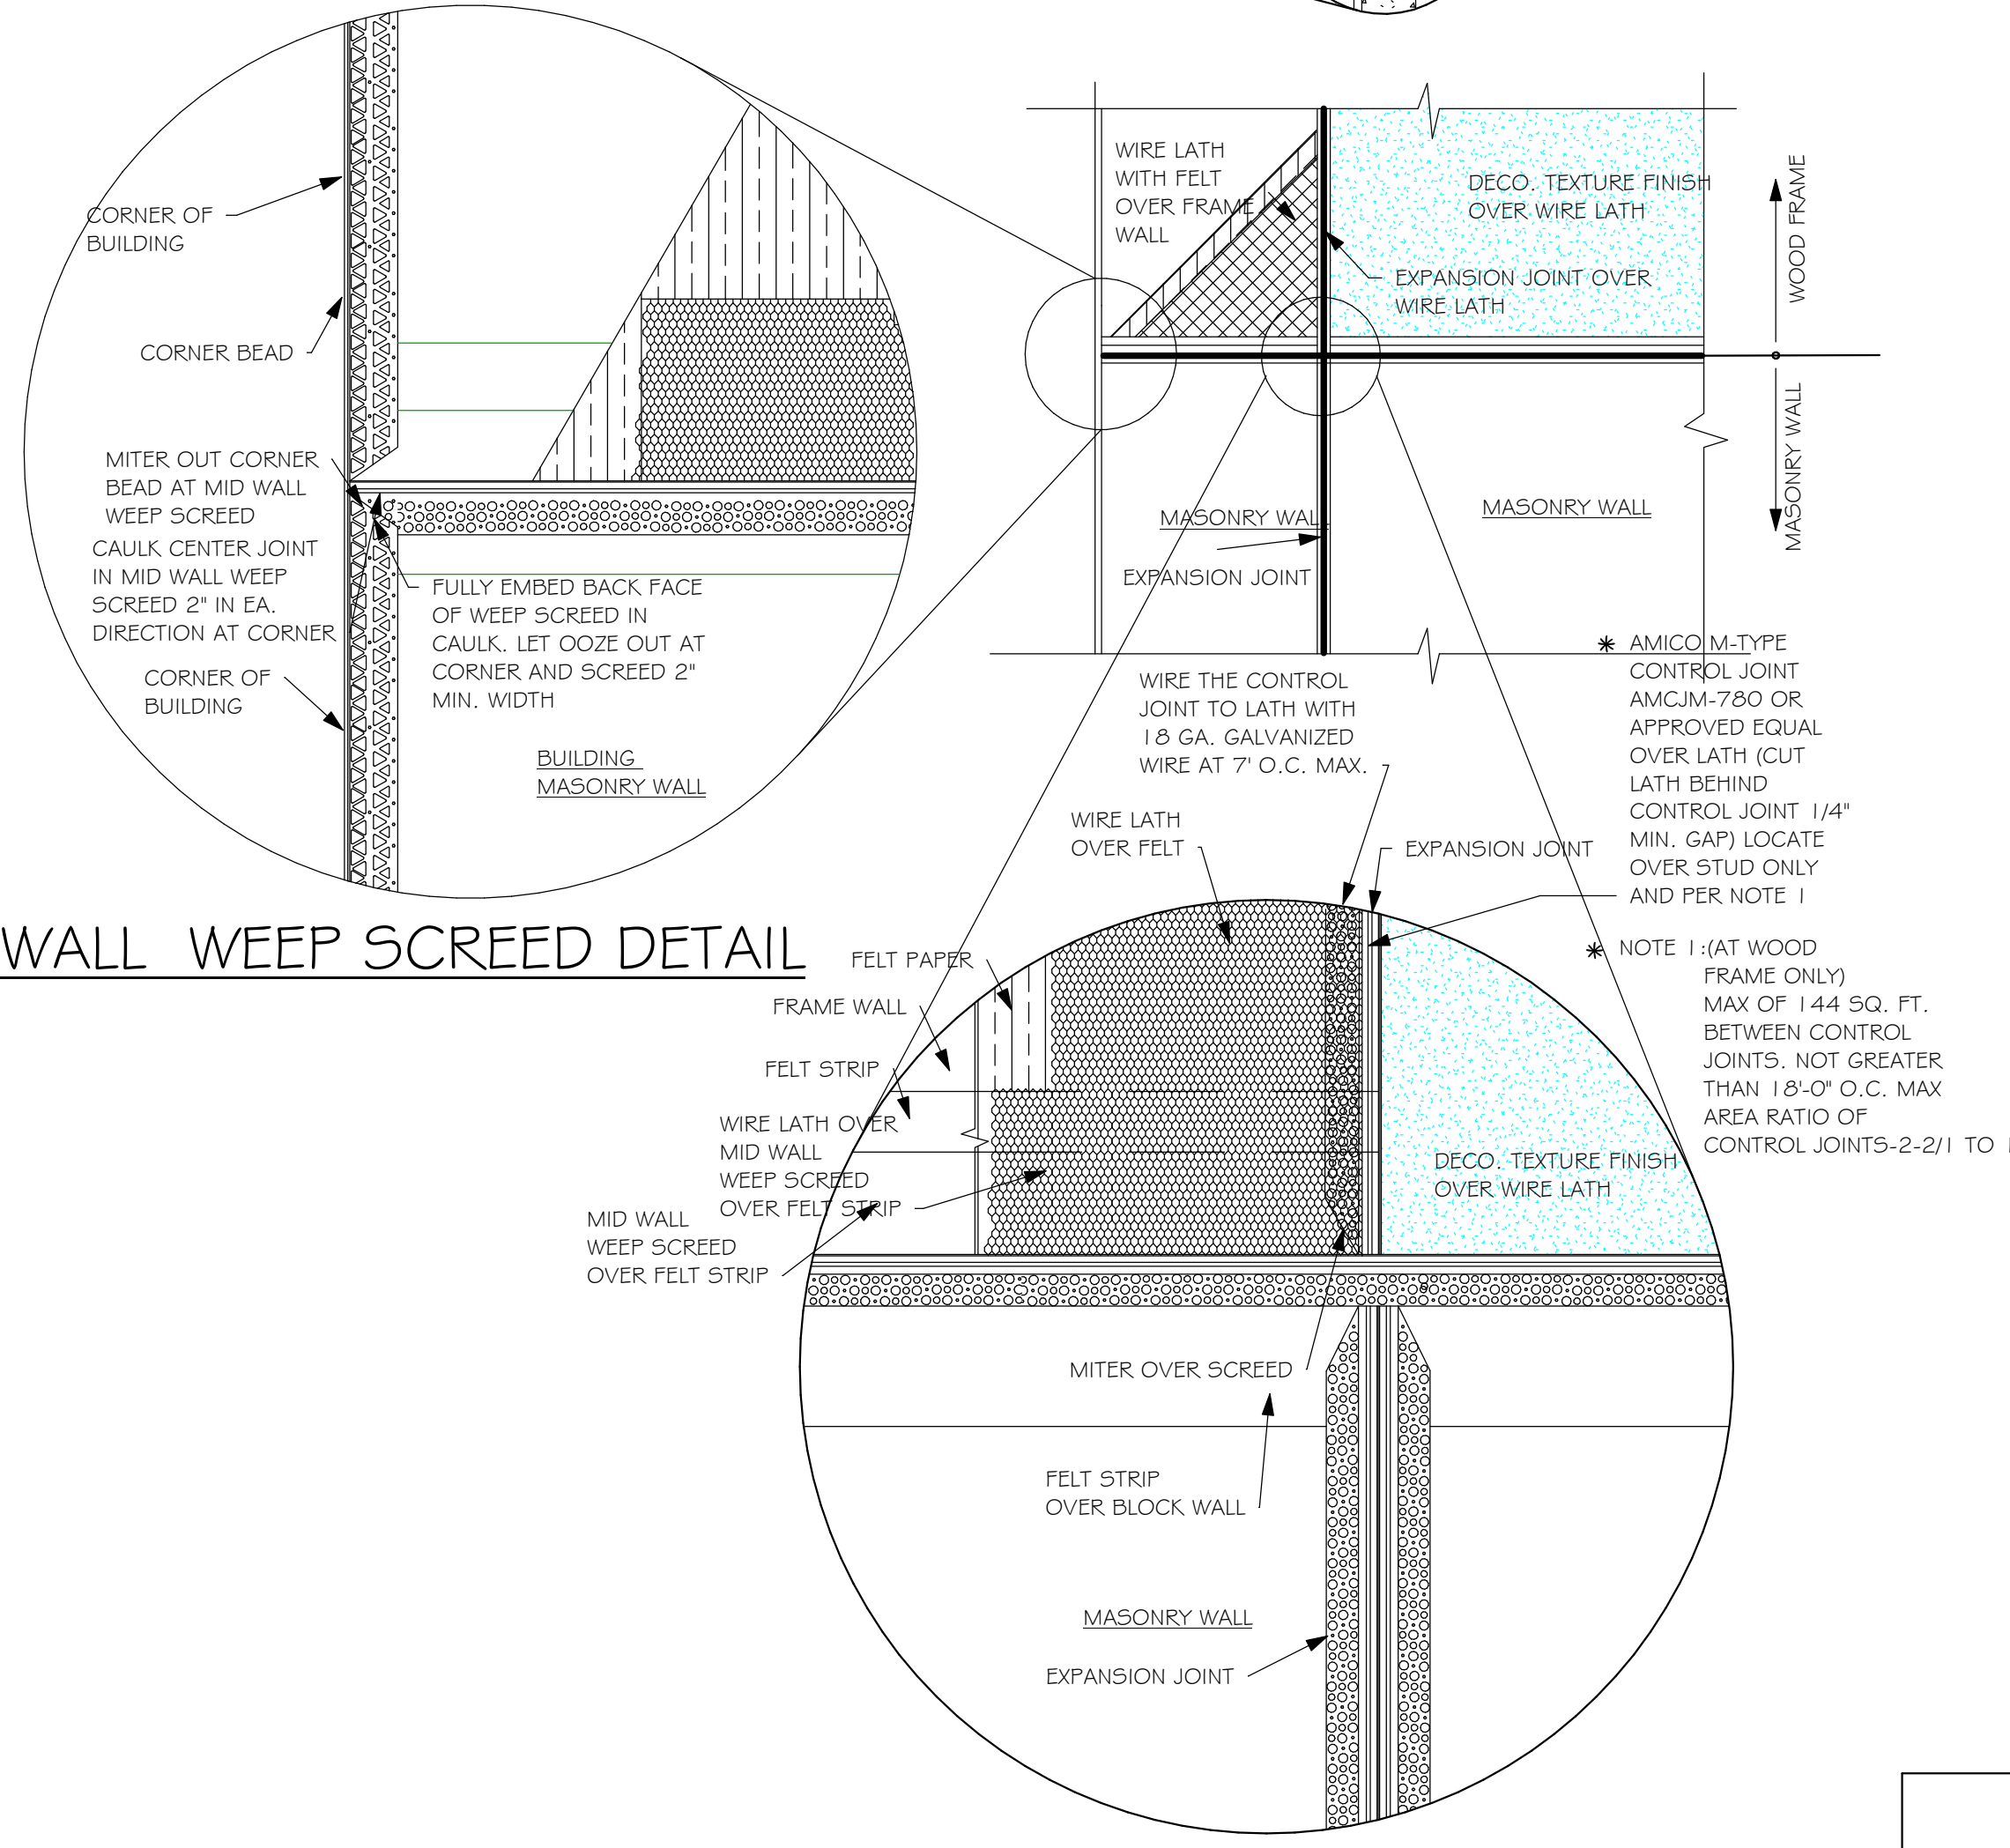 CORNER OF
BUILDING
CORNER BEAD
MITER OUT CORNER
BEAD AT MID WALL
WEEP SCREED
CAULK CENTER JOINT
IN MID WALL WEEP
SCREED 2" IN EA.
DIRECTION AT CORNER
CORNER OF
BUILDING
FULLY EMBED BACK FACE
OF WEEP SCREED IN
CAULK. LET OOZE OUT AT
CORNER AND SCREED 2"
MIN. WIDTH
BUILDING
MASONRY WALL
WALL WEEP SCREED DETAIL
WIRE LATH
WITH FELT
OVER FRAME
WALL
DECO. TEXTURE FINISH
OVER WIRE LATH
EXPANSION JOINT OVER
WIRE LATH
WOOD FRAME
MASONRY WALL
MASONRY WALL
EXPANSION JOINT
MASONRY WALL
WIRE THE CONTROL
JOINT TO LATH WITH
18 GA. GALVANIZED
WIRE AT 7' O.C. MAX.
* AMICO M-TYPE
CONTROL JOINT
AMCJM-780 OR
APPROVED EQUAL
OVER LATH (CUT
LATH BEHIND
CONTROL JOINT 1/4"
MIN. GAP) LOCATE
OVER STUD ONLY
AND PER NOTE 1
* NOTE 1:(AT WOOD
FRAME ONLY)
MAX OF 144 SQ. FT.
BETWEEN CONTROL
JOINTS. NOT GREATER
THAN 18'-0" O.C. MAX
AREA RATIO OF
CONTROL JOINTS-2-2/1 TO
WIRE LATH
OVER FELT
EXPANSION JOINT
FELT PAPER
FRAME WALL
FELT STRIP
WIRE LATH OVER
MID WALL
WEEP SCREED
OVER FELT STRIP
MID WALL
WEEP SCREED
OVER FELT STRIP
DECO. TEXTURE FINISH
OVER WIRE LATH
MITER OVER SCREED
FELT STRIP
OVER BLOCK WALL
MASONRY WALL
EXPANSION JOINT